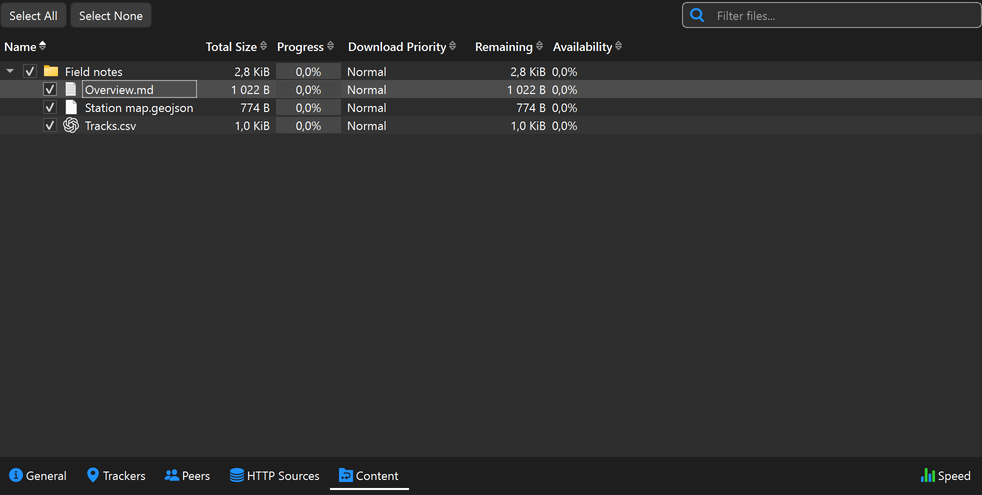 Select All Select None Filter files...
Name Total Size Progress Download Priority Remaining Availability
Field notes 2,8 KiB 0,0% Normal 2,8 KiB 0,0%
Overview.md 1 022 B 0,0% Normal 1 022 B 0,0%
Station map.geojson 774 B 0,0% Normal 774 B 0,0%
Tracks.csv 1,0 KiB 0,0% Normal 1,0 KiB 0,0%
General Trackers Peers HTTP Sources Content Speed